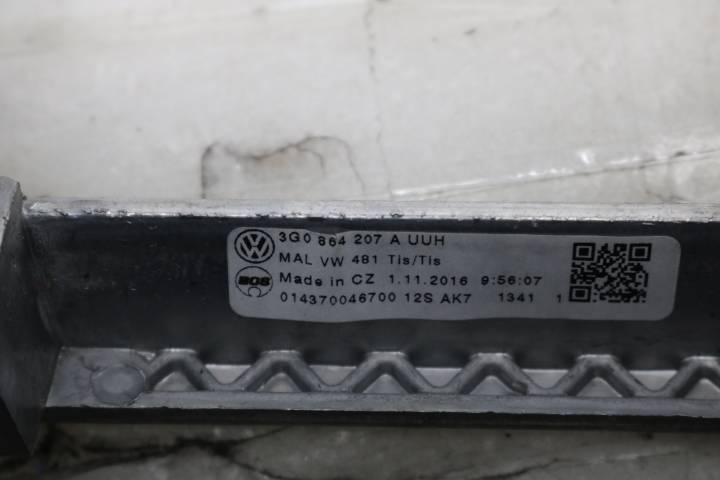 3G0 864 207 A UUH
MAL VW 481 Tis/Tis
BOS Made in CZ 1.11.2016 9:56:07
014370046700 12S AK7 1341 1